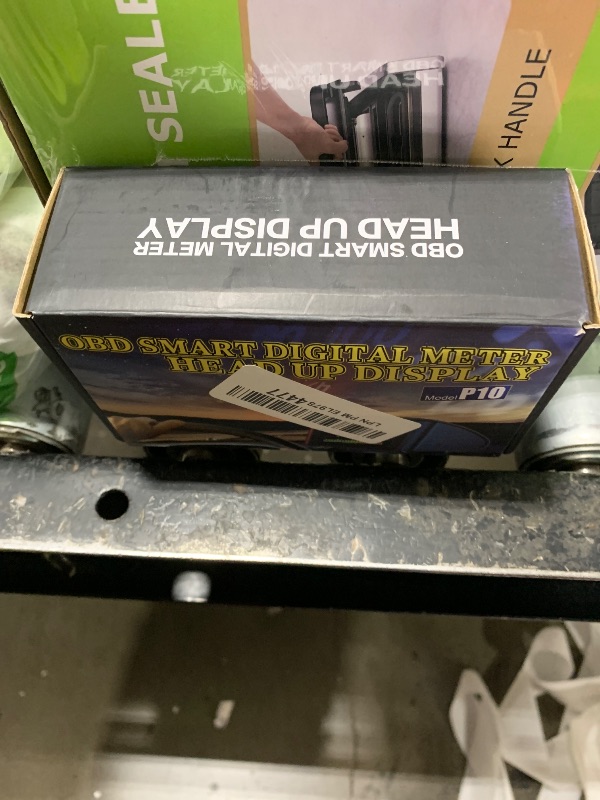 SEALE
K HANDLE
OBD SMART DIGITAL METER
HEAD UP DISPLAY
OBD SMART DIGITAL METER
HEAD UP DISPLAY
Model P10